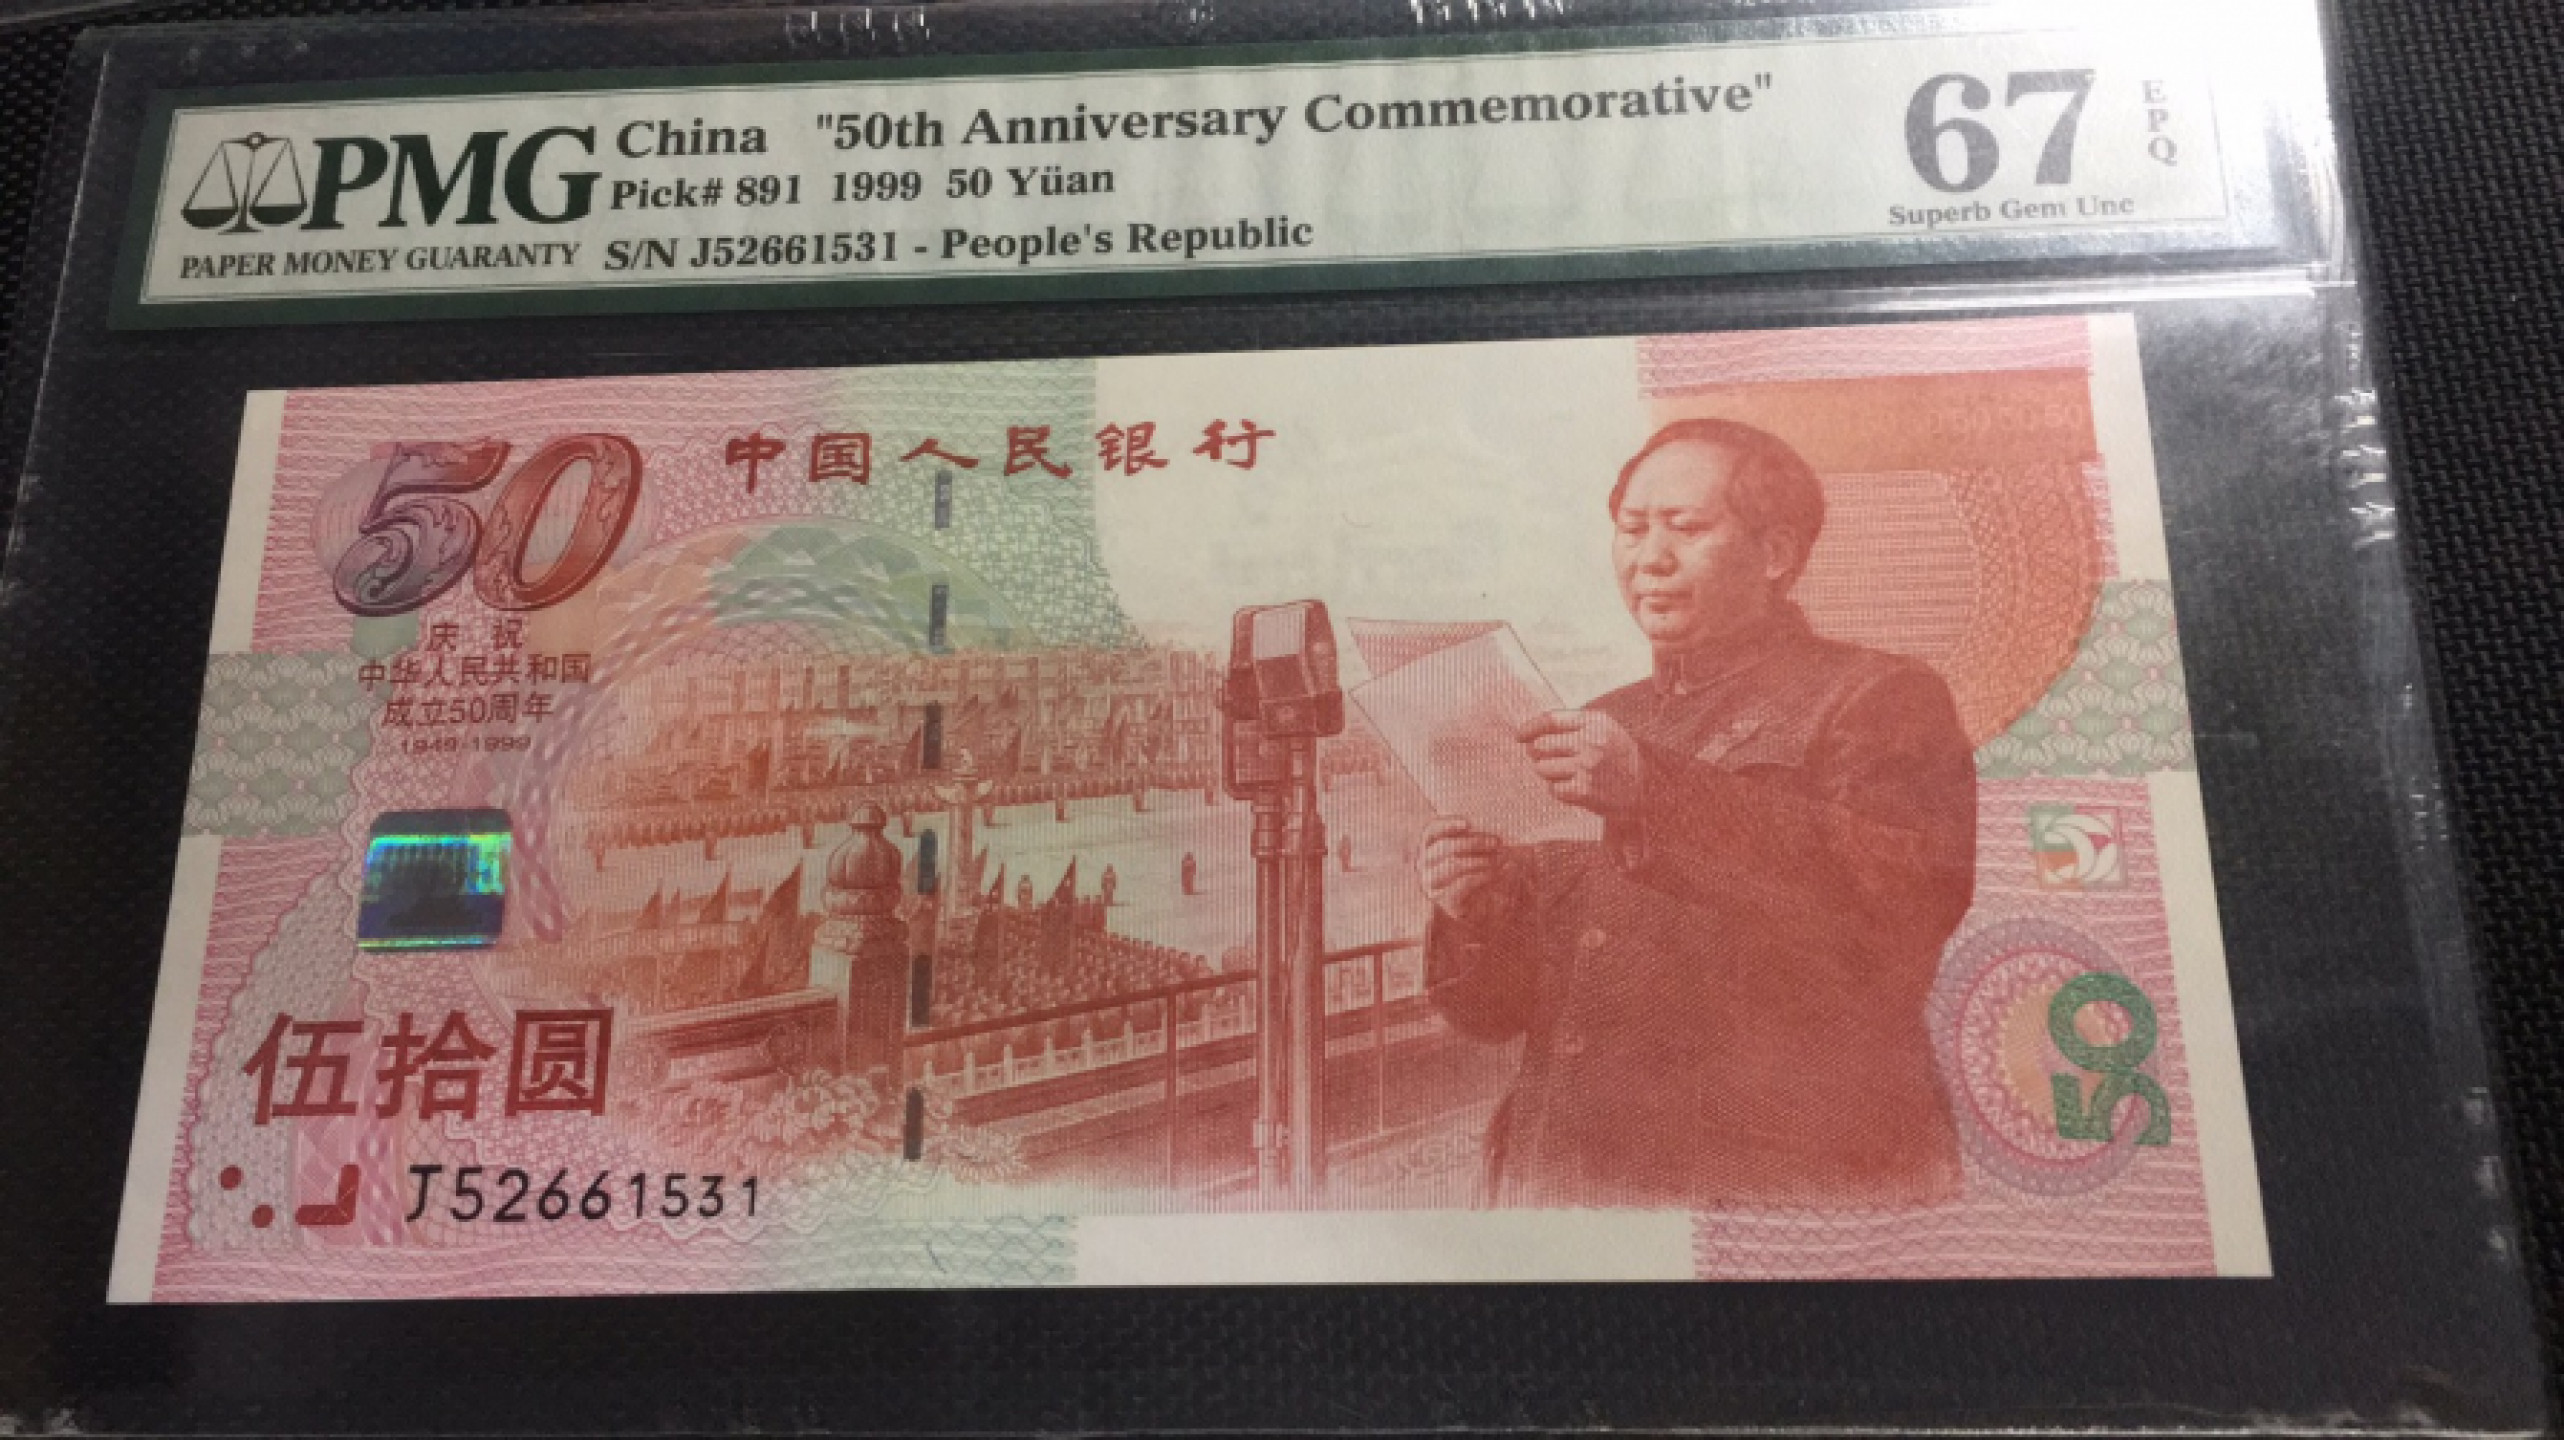 PMG
PAPER MONEY GUARANTY
China "50th Anniversary Commemorative"
Pick# 891 1999 50 Yüan
S/N J52661531 - People's Republic
67
EPQ
Superb Gem Unc
50
中国人民银行
庆祝
中华人民共和国
成立50周年
1949-1999
伍拾圆
J52661531
50